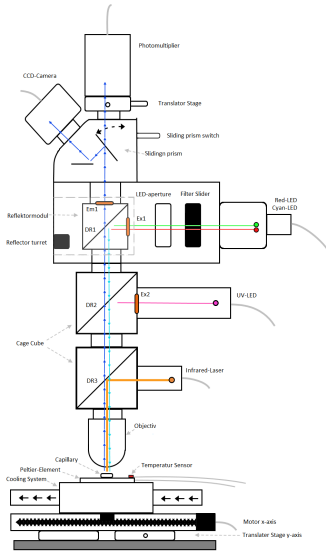 Photomultiplier
CCD-Camera
Translator Stage
Sliding prism switch
Slidingn prism
LED-aperture
Filter Slider
Red-LED
Cyan-LED
Reflektormodul
Em1
Ex1
DR1
Reflector turret
Ex2
UV-LED
DR2
Cage Cube
DR3
Infrared-Laser
Objectiv
Capillary
Temperatur Sensor
Peltier-Element
Cooling System
Motor x-axis
Translater Stage y-axis